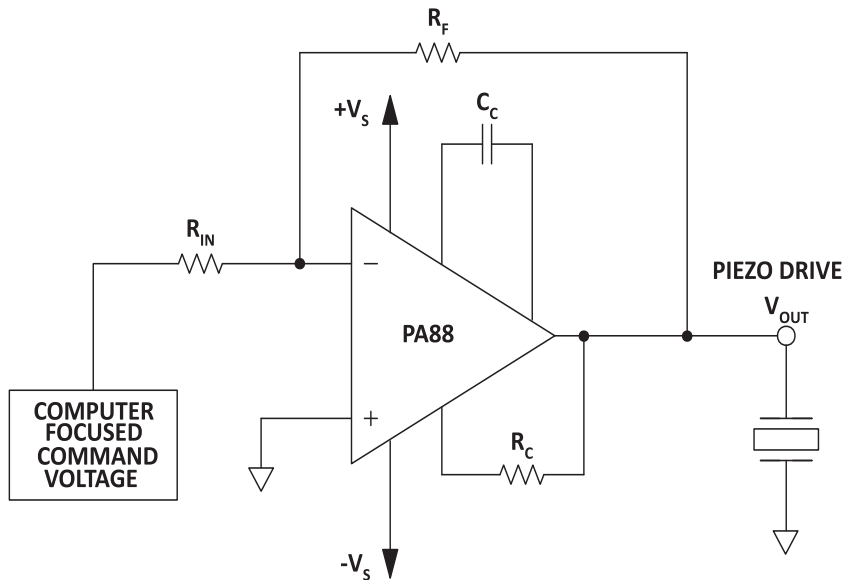 R_F
+V_S
C_C
R_IN
−
PIEZO DRIVE
V_OUT
PA88
COMPUTER
FOCUSED
COMMAND
VOLTAGE
+
R_C
-V_S